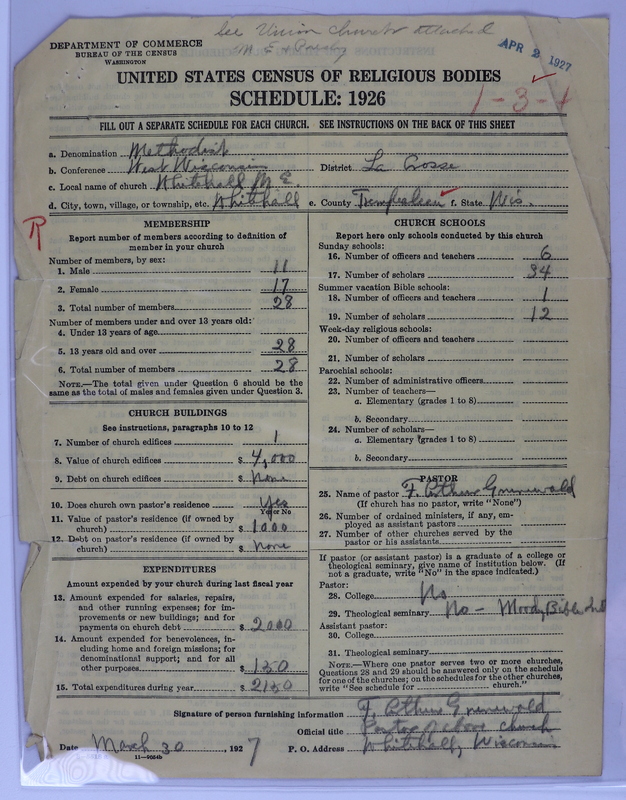 See Union Church attached
M. E. & Presby
DEPARTMENT OF COMMERCE
BUREAU OF THE CENSUS
WASHINGTON
APR 2 1927
UNITED STATES CENSUS OF RELIGIOUS BODIES
SCHEDULE: 1926
1-3-1
FILL OUT A SEPARATE SCHEDULE FOR EACH CHURCH. SEE INSTRUCTIONS ON THE BACK OF THIS SHEET
a. Denomination Methodist
b. Conference West Wisconsin District La Crosse
c. Local name of church Whitehall M.E.
d. City, town, village, or township, etc. Whitehall e. County Trempealeau f. State Wis.
R
MEMBERSHIP
Report number of members according to definition of
member in your church
Number of members, by sex:
1. Male 11
2. Female 17
3. Total number of members 28
Number of members under and over 13 years old:
4. Under 13 years of age
5. 13 years old and over 28
6. Total number of members 28
NOTE.—The total given under Question 6 should be the
same as the total of males and females given under Question 3.
CHURCH BUILDINGS
See instructions, paragraphs 10 to 12
7. Number of church edifices 1
8. Value of church edifices $ 4,000
9. Debt on church edifices $ None
10. Does church own pastor's residence? Yes
Yes or No
11. Value of pastor's residence (if owned by
church) $ 1000
12. Debt on pastor's residence (if owned by
church) $ None
EXPENDITURES
Amount expended by your church during last fiscal year
13. Amount expended for salaries, repairs,
and other running expenses; for im-
provements or new buildings; and for
payments on church debt $ 2000
14. Amount expended for benevolences, in-
cluding home and foreign missions; for
denominational support; and for all
other purposes $ 150
15. Total expenditures during year $ 2150
CHURCH SCHOOLS
Report here only schools conducted by this church
Sunday schools:
16. Number of officers and teachers 6
17. Number of scholars 34
Summer vacation Bible schools:
18. Number of officers and teachers 1
19. Number of scholars 12
Week-day religious schools:
20. Number of officers and teachers
21. Number of scholars
Parochial schools:
22. Number of administrative officers
23. Number of teachers—
a. Elementary (grades 1 to 8)
b. Secondary
24. Number of scholars—
a. Elementary (grades 1 to 8)
b. Secondary
PASTOR
25. Name of pastor F. Arthur Grunewald
(If church has no pastor, write "None")
26. Number of ordained ministers, if any, em-
ployed as assistant pastors
27. Number of other churches served by the
pastor or his assistants
If pastor (or assistant pastor) is a graduate of a college or
theological seminary, give name of institution below. (If
not a graduate, write "No" in the space indicated.)
Pastor:
28. College No
29. Theological seminary No - Moody Bible Inst
Assistant pastor:
30. College
31. Theological seminary
NOTE.—Where one pastor serves two or more churches,
Questions 28 and 29 should be answered only on the schedule
for one of the churches; on the schedules for the other churches,
write "See schedule for church."
Signature of person furnishing information F. Arthur Grunewald
Official title Pastor of above church
Date March 30, 1927 P. O. Address Whitehall, Wisconsin